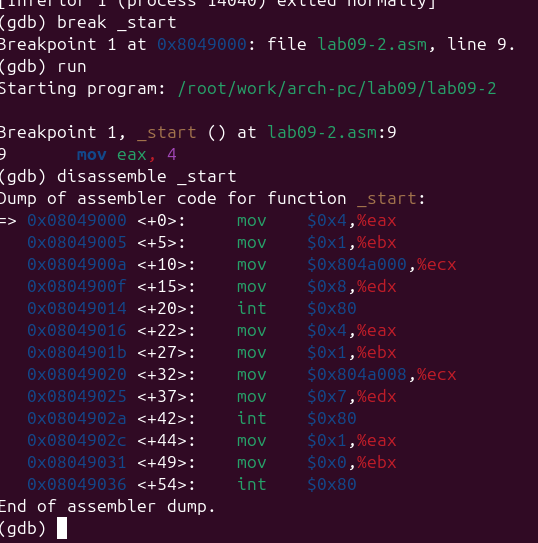 [Inferior 1 (process 14040) exited normally]
(gdb) break _start
Breakpoint 1 at 0x8049000: file lab09-2.asm, line 9.
(gdb) run
Starting program: /root/work/arch-pc/lab09/lab09-2
Breakpoint 1, _start () at lab09-2.asm:9
9       mov eax, 4
(gdb) disassemble _start
Dump of assembler code for function _start:
=> 0x08049000 <+0>:     mov    $0x4,%eax
   0x08049005 <+5>:     mov    $0x1,%ebx
   0x0804900a <+10>:    mov    $0x804a000,%ecx
   0x0804900f <+15>:    mov    $0x8,%edx
   0x08049014 <+20>:    int    $0x80
   0x08049016 <+22>:    mov    $0x4,%eax
   0x0804901b <+27>:    mov    $0x1,%ebx
   0x08049020 <+32>:    mov    $0x804a008,%ecx
   0x08049025 <+37>:    mov    $0x7,%edx
   0x0804902a <+42>:    int    $0x80
   0x0804902c <+44>:    mov    $0x1,%eax
   0x08049031 <+49>:    mov    $0x0,%ebx
   0x08049036 <+54>:    int    $0x80
End of assembler dump.
(gdb)